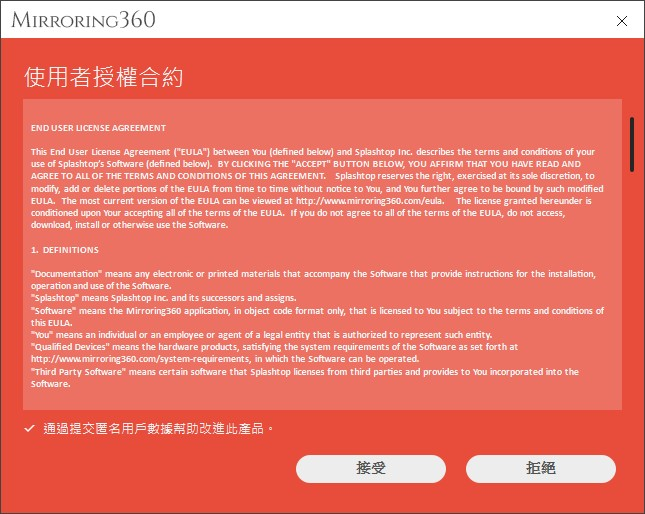 MIRRORING360
使用者授權合約
END USER LICENSE AGREEMENT
This End User License Agreement ("EULA") between You (defined below) and Splashtop Inc. describes the terms and conditions of your
use of Splashtop's Software (defined below).  BY CLICKING THE "ACCEPT" BUTTON BELOW, YOU AFFIRM THAT YOU HAVE READ AND
AGREE TO ALL OF THE TERMS AND CONDITIONS OF THIS AGREEMENT.   Splashtop reserves the right, exercised at its sole discretion, to
modify, add or delete portions of the EULA from time to time without notice to You, and You further agree to be bound by such modified
EULA.  The most current version of the EULA can be viewed at http://www.mirroring360.com/eula.    The license granted hereunder is
conditioned upon Your accepting all of the terms of the EULA.  If you do not agree to all of the terms of the EULA, do not access,
download, install or otherwise use the Software.
1.  DEFINITIONS
"Documentation" means any electronic or printed materials that accompany the Software that provide instructions for the installation,
operation and use of the Software.
"Splashtop" means Splashtop Inc. and its successors and assigns.
"Software" means the Mirroring360 application, in object code format only, that is licensed to You subject to the terms and conditions of
this EULA.
"You" means an individual or an employee or agent of a legal entity that is authorized to represent such entity.
"Qualified Devices" means the hardware products, satisfying the system requirements of the Software as set forth at
http://www.mirroring360.com/system-requirements, in which the Software can be operated.
"Third Party Software" means certain software that Splashtop licenses from third parties and provides to You incorporated into the
Software.
通過提交匿名用戶數據幫助改進此產品。
接受
拒絕